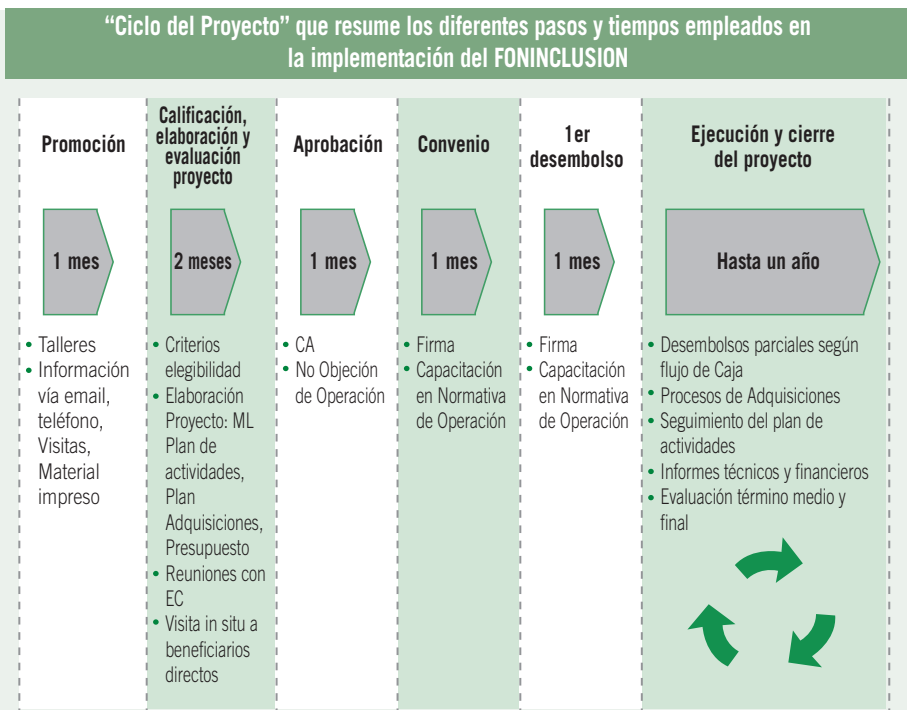 “Ciclo del Proyecto” que resume los diferentes pasos y tiempos empleados en
la implementación del FONINCLUSION
Promoción
1 mes
• Talleres
• Información
vía email,
teléfono,
Visitas,
Material
impreso
Calificación,
elaboración y
evaluación
proyecto
2 meses
• Criterios
elegibilidad
• Elaboración
Proyecto: ML
Plan de
actividades,
Plan
Adquisiciones,
Presupuesto
• Reuniones con
EC
• Visita in situ a
beneficiarios
directos
Aprobación
1 mes
• CA
• No Objeción
de Operación
Convenio
1 mes
• Firma
• Capacitación
en Normativa
de Operación
1er
desembolso
1 mes
• Firma
• Capacitación
en Normativa
de Operación
Ejecución y cierre
del proyecto
Hasta un año
• Desembolsos parciales según
flujo de Caja
• Procesos de Adquisiciones
• Seguimiento del plan de
actividades
• Informes técnicos y financieros
• Evaluación término medio y
final